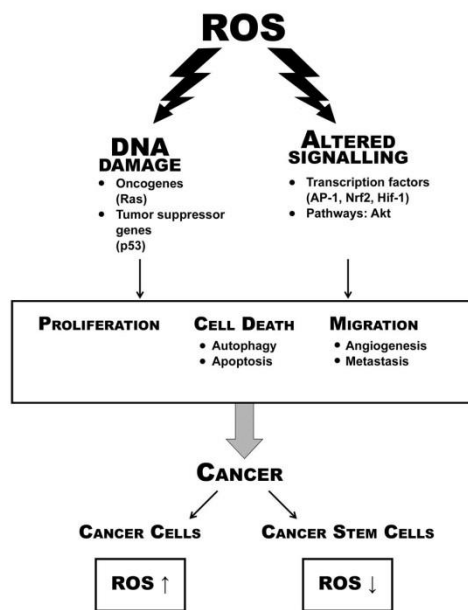 ROS
DNA
DAMAGE
• Oncogenes
(Ras)
• Tumor suppressor
genes
(p53)
ALTERED
SIGNALLING
• Transcription factors
(AP-1, Nrf2, Hif-1)
• Pathways: Akt
PROLIFERATION
CELL DEATH
• Autophagy
• Apoptosis
MIGRATION
• Angiogenesis
• Metastasis
CANCER
CANCER CELLS
CANCER STEM CELLS
ROS ↑
ROS ↓